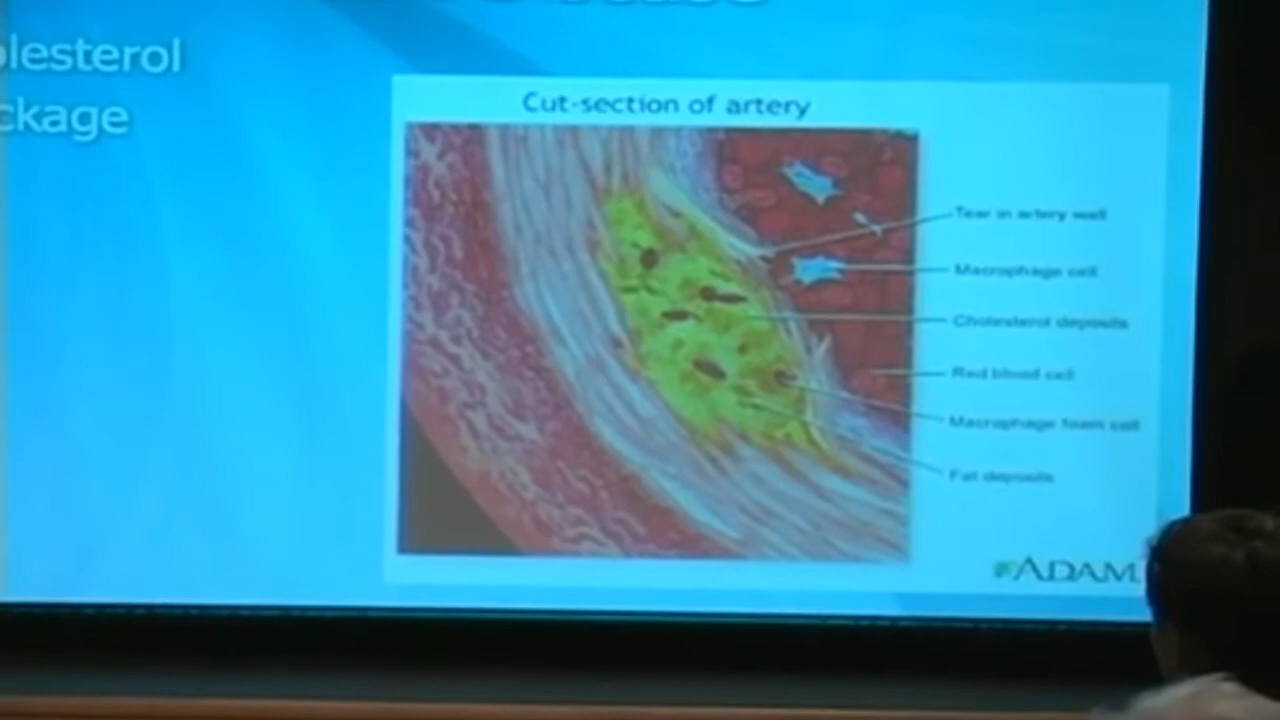 olesterol
ckage
Cut-section of artery
Tear in artery wall
Macrophage cell
Cholesterol deposits
Red blood cell
Macrophage foam cell
Fat deposits
ADAM